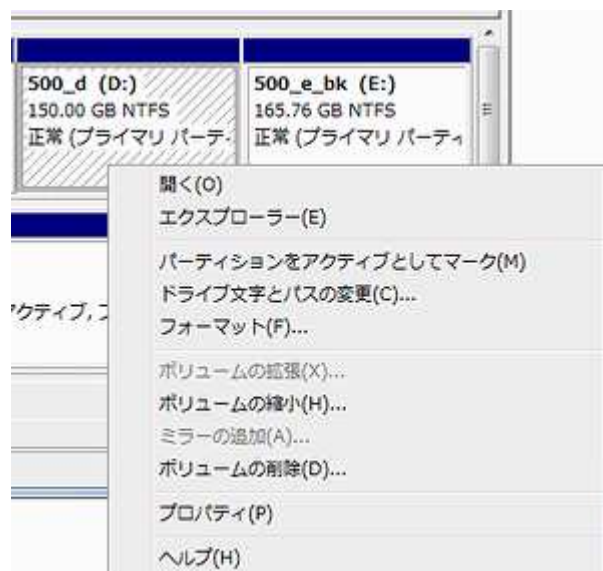 500_d (D:)
150.00 GB NTFS
正常 (プライマリ パーテ
500_e_bk (E:)
165.76 GB NTFS
正常 (プライマリ パーティ
開く(O)
エクスプローラー(E)
パーティションをアクティブとしてマーク(M)
ドライブ文字とパスの変更(C)...
クティブ,
フォーマット(F)...
ボリュームの拡張(X)...
ボリュームの縮小(H)...
ミラーの追加(A)...
ボリュームの削除(D)...
プロパティ(P)
ヘルプ(H)